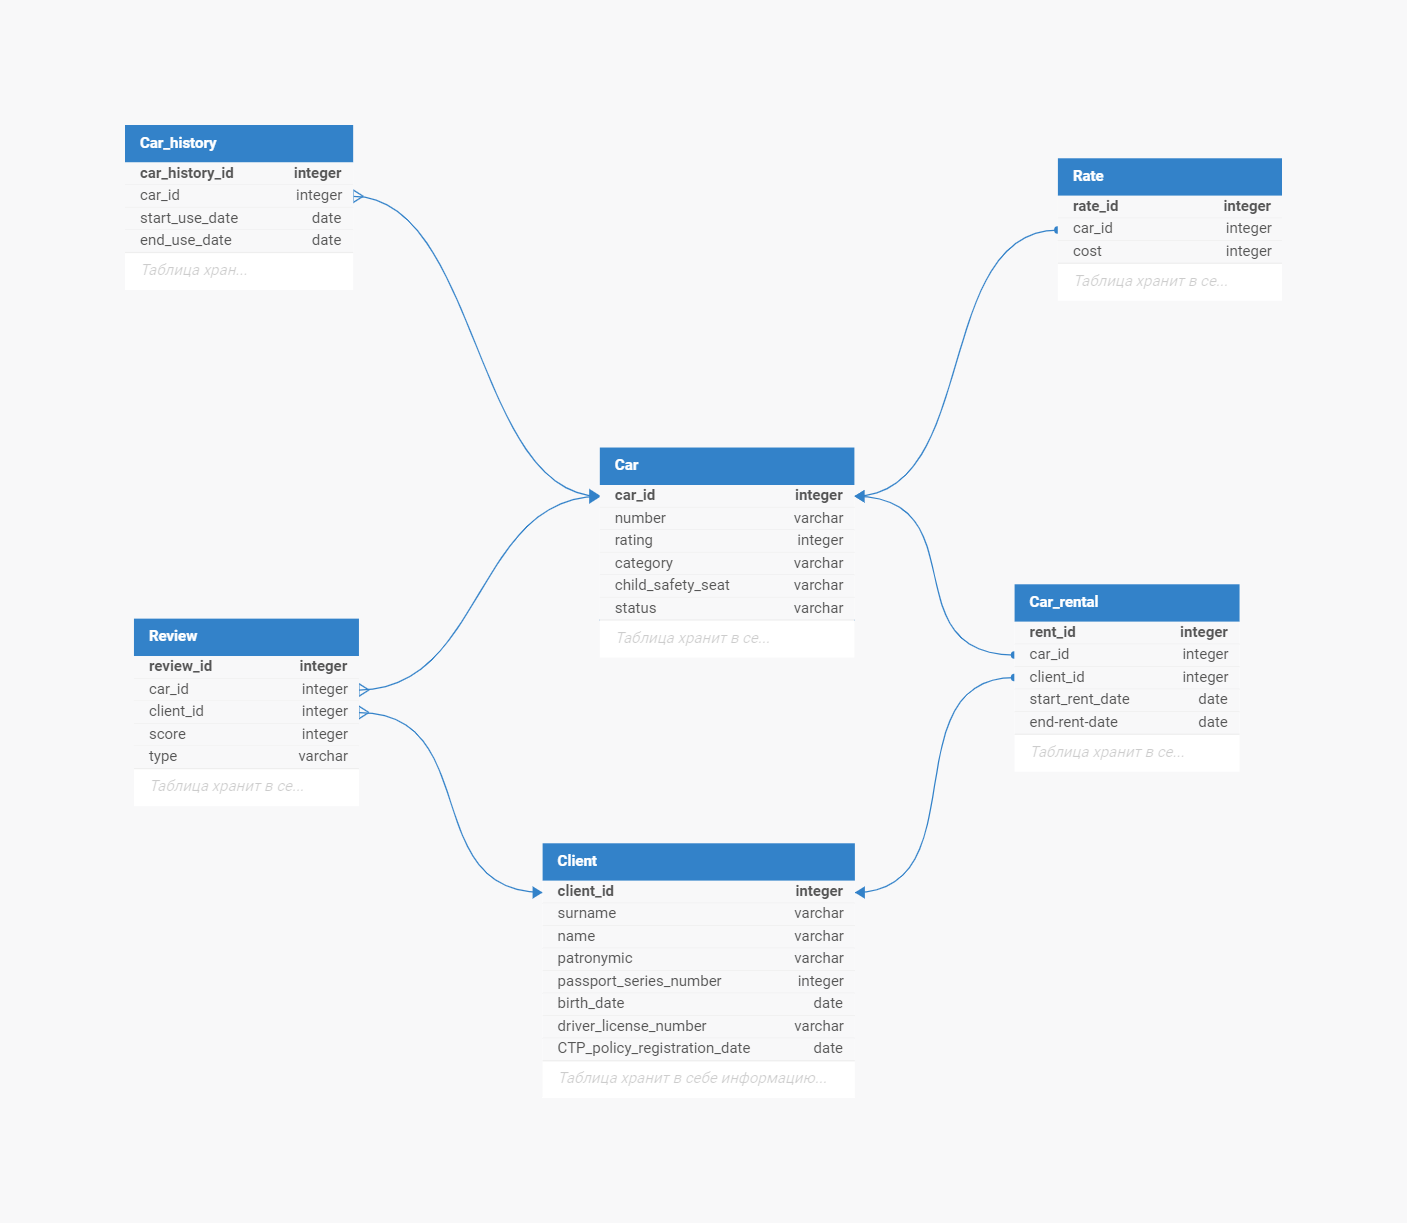 Car_history
car_history_id integer
car_id integer
start_use_date date
end_use_date date
Таблица хран...
Rate
rate_id integer
car_id integer
cost integer
Таблица хранит в се...
Car
car_id integer
number varchar
rating integer
category varchar
child_safety_seat varchar
status varchar
Таблица хранит в се...
Car_rental
rent_id integer
car_id integer
client_id integer
start_rent_date date
end-rent-date date
Таблица хранит в се...
Review
review_id integer
car_id integer
client_id integer
score integer
type varchar
Таблица хранит в се...
Client
client_id integer
surname varchar
name varchar
patronymic varchar
passport_series_number integer
birth_date date
driver_license_number varchar
CTP_policy_registration_date date
Таблица хранит в себе информацию...